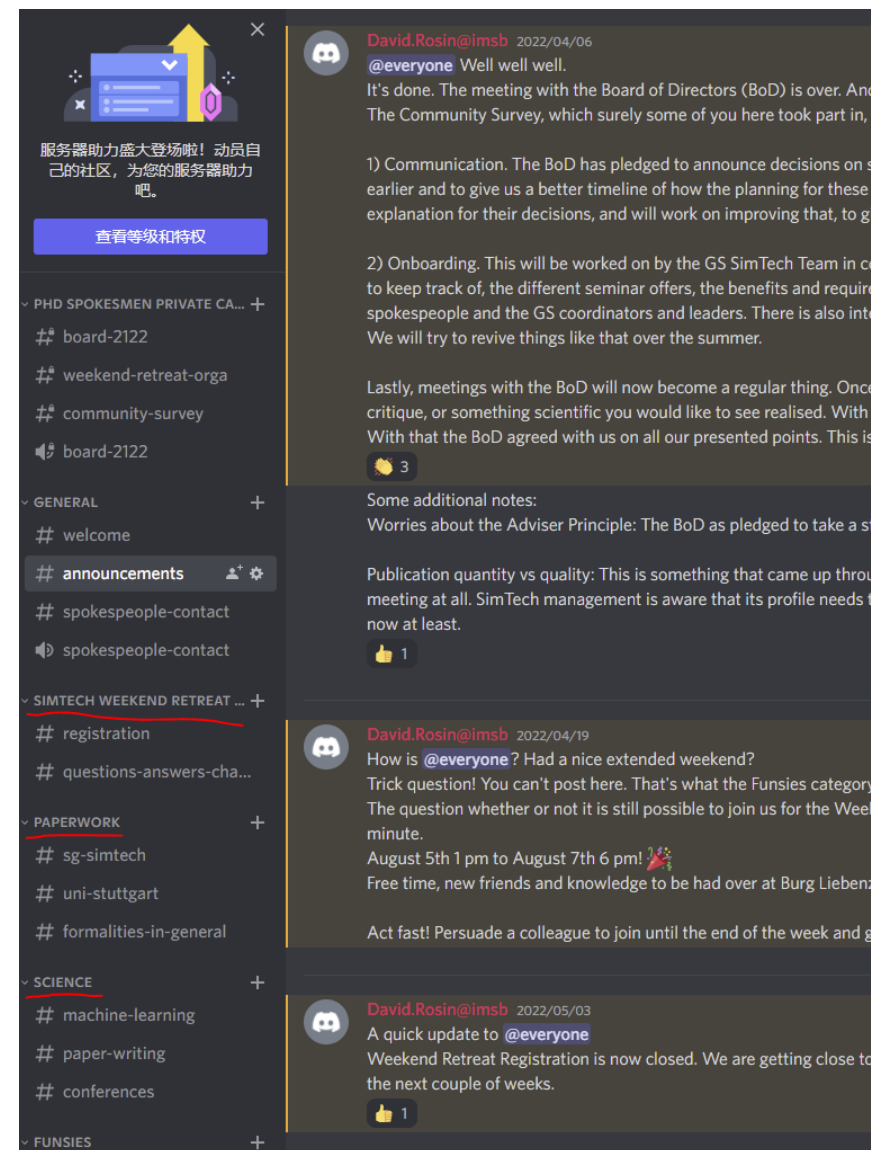 服务器助力盛大登场啦！动员自
己的社区，为您的服务器助力
吧。
查看等级和特权
PHD SPOKESMEN PRIVATE CA...
board-2122
weekend-retreat-orga
community-survey
board-2122
GENERAL
welcome
announcements
spokespeople-contact
spokespeople-contact
SIMTECH WEEKEND RETREAT ...
registration
questions-answers-cha...
PAPERWORK
sg-simtech
uni-stuttgart
formalities-in-general
SCIENCE
machine-learning
paper-writing
conferences
FUNSIES
David.Rosin@imsb 2022/04/06
@everyone Well well well.
It's done. The meeting with the Board of Directors (BoD) is over. And
The Community Survey, which surely some of you here took part in,
1) Communication. The BoD has pledged to announce decisions on s
earlier and to give us a better timeline of how the planning for these
explanation for their decisions, and will work on improving that, to g
2) Onboarding. This will be worked on by the GS SimTech Team in c
to keep track of, the different seminar offers, the benefits and require
spokespeople and the GS coordinators and leaders. There is also inte
We will try to revive things like that over the summer.
Lastly, meetings with the BoD will now become a regular thing. Once
critique, or something scientific you would like to see realised. With
With that the BoD agreed with us on all our presented points. This is
3
Some additional notes:
Worries about the Adviser Principle: The BoD as pledged to take a s
Publication quantity vs quality: This is something that came up throu
meeting at all. SimTech management is aware that its profile needs t
now at least.
1
David.Rosin@imsb 2022/04/19
How is @everyone? Had a nice extended weekend?
Trick question! You can't post here. That's what the Funsies category
The question whether or not it is still possible to join us for the Week
minute.
August 5th 1 pm to August 7th 6 pm! 🎉
Free time, new friends and knowledge to be had over at Burg Liebenz
Act fast! Persuade a colleague to join until the end of the week and g
David.Rosin@imsb 2022/05/03
A quick update to @everyone
Weekend Retreat Registration is now closed. We are getting close to
the next couple of weeks.
1